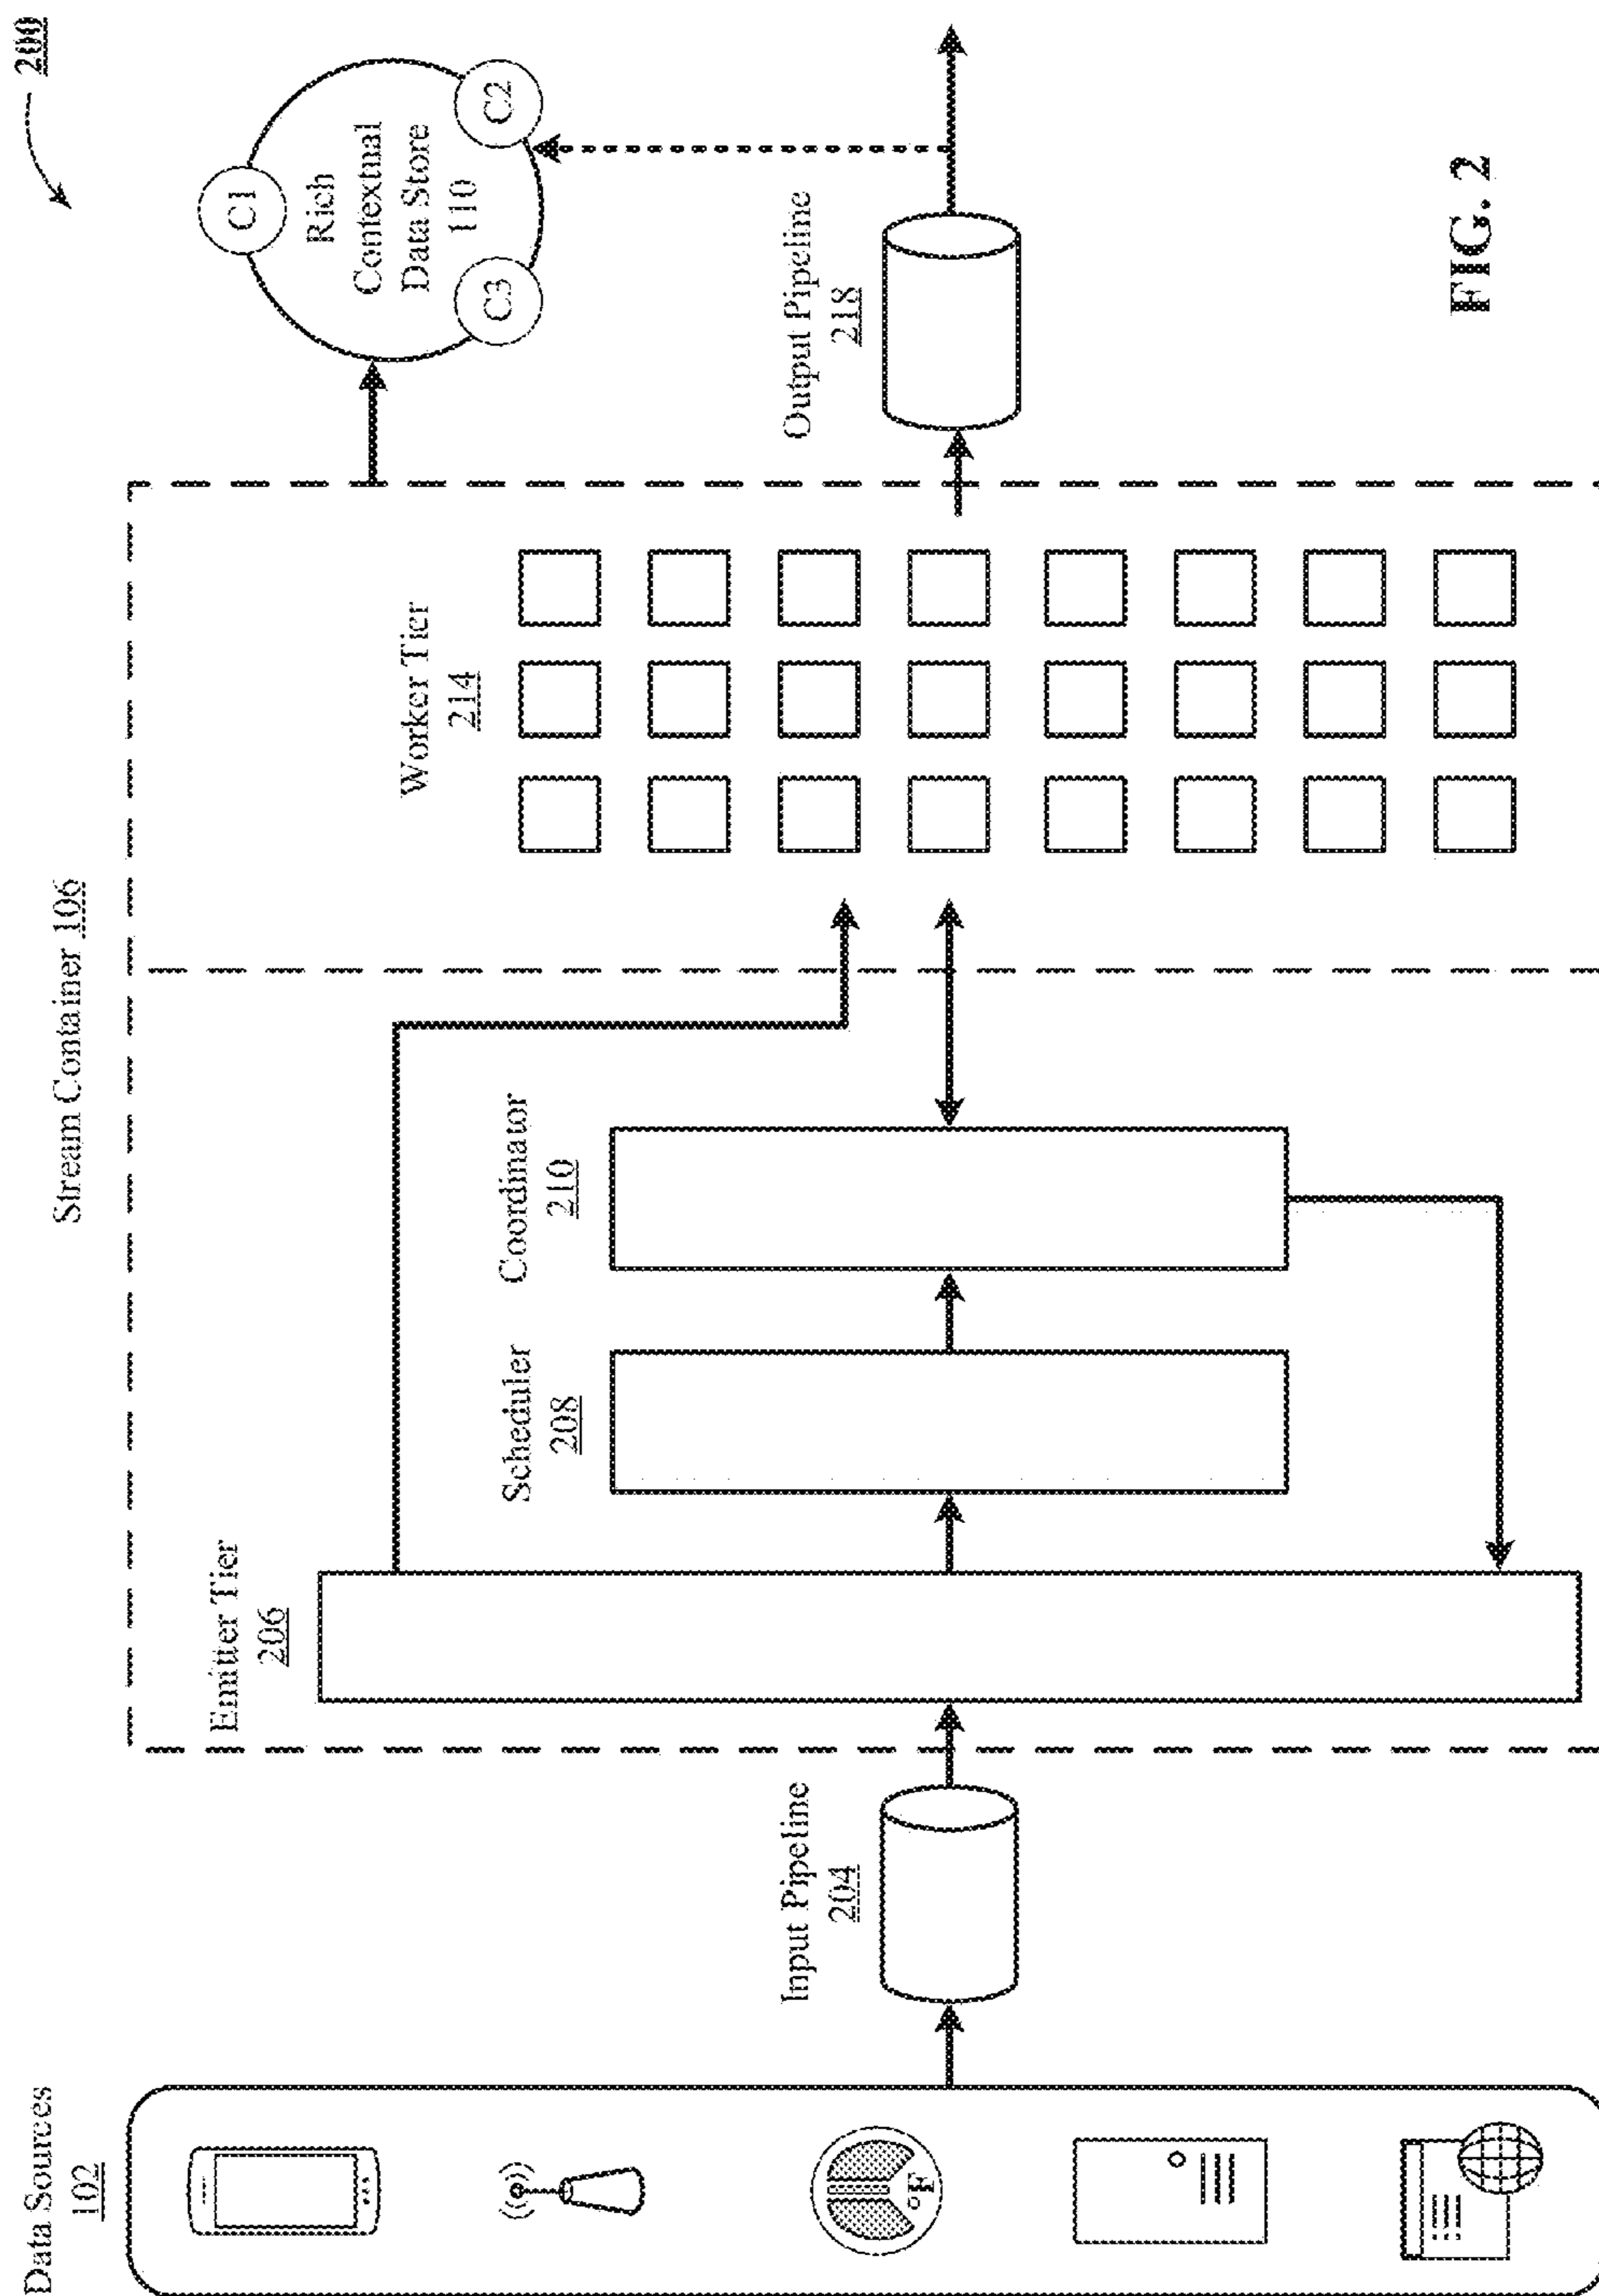 200
Stream Container 106
Data Sources
102
Input Pipeline
204
Emitter Tier
206
Scheduler
208
Coordinator
210
Worker Tier
214
C1
Rich
Contextual
Data Store
110
C3
C2
Output Pipeline
218
°F
FIG. 2